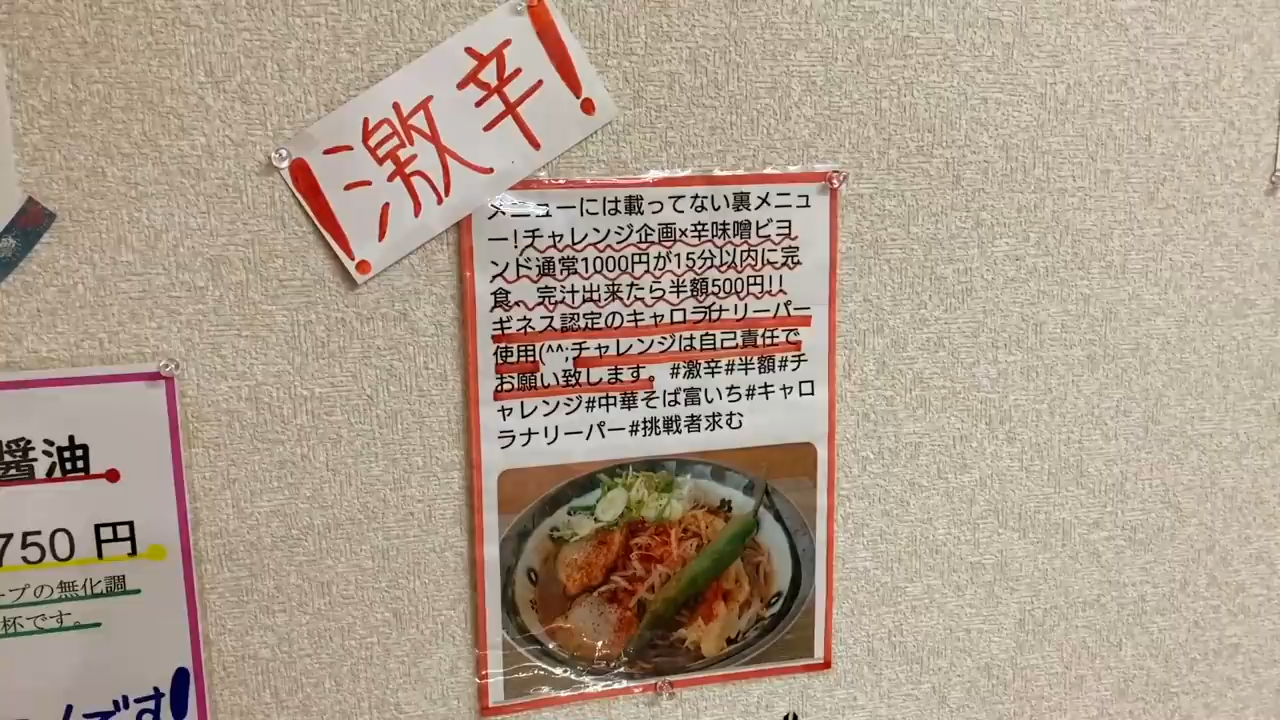 !激辛!
メニューには載ってない裏メニュ
ー!チャレンジ企画×辛味噌ビヨ
ンド通常1000円が15分以内に完
食、完汁出来たら半額500円!!
ギネス認定のキャロラナリーパー
使用(^^;チャレンジは自己責任で
お願い致します。#激辛#半額#チ
ャレンジ#中華そば富いち#キャロ
ラナリーパー#挑戦者求む
醤油
750 円
ープの無化調
杯です。
です!